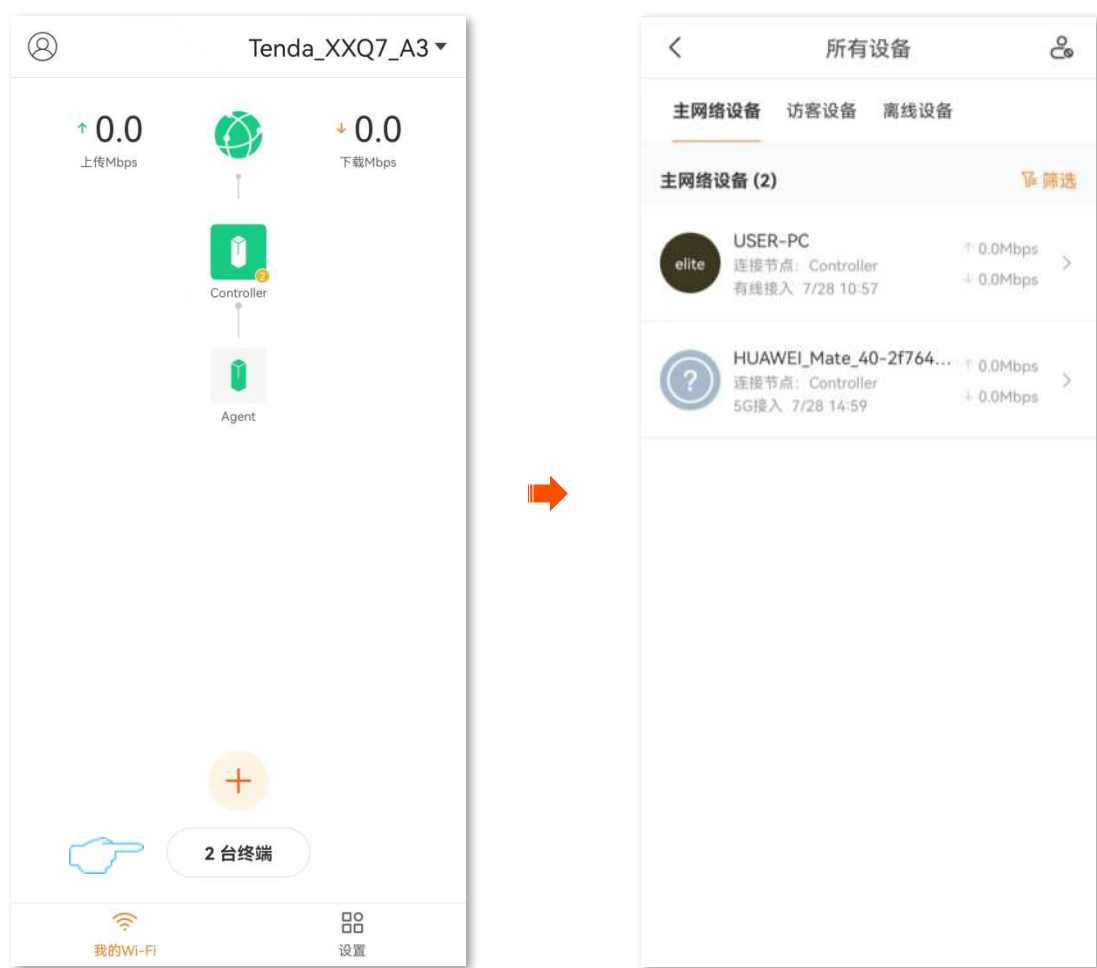 Tenda_XXQ7_A3
↑ 0.0
上传Mbps
↓ 0.0
下载Mbps
2
Controller
Agent
2 台终端
我的Wi-Fi
设置
所有设备
主网络设备 访客设备 离线设备
主网络设备 (2)
筛选
elite
USER-PC
连接节点: Controller
有线接入 7/28 10:57
↑ 0.0Mbps
↓ 0.0Mbps
?
HUAWEI_Mate_40-2f764...
连接节点: Controller
5G接入 7/28 14:59
↑ 0.0Mbps
↓ 0.0Mbps